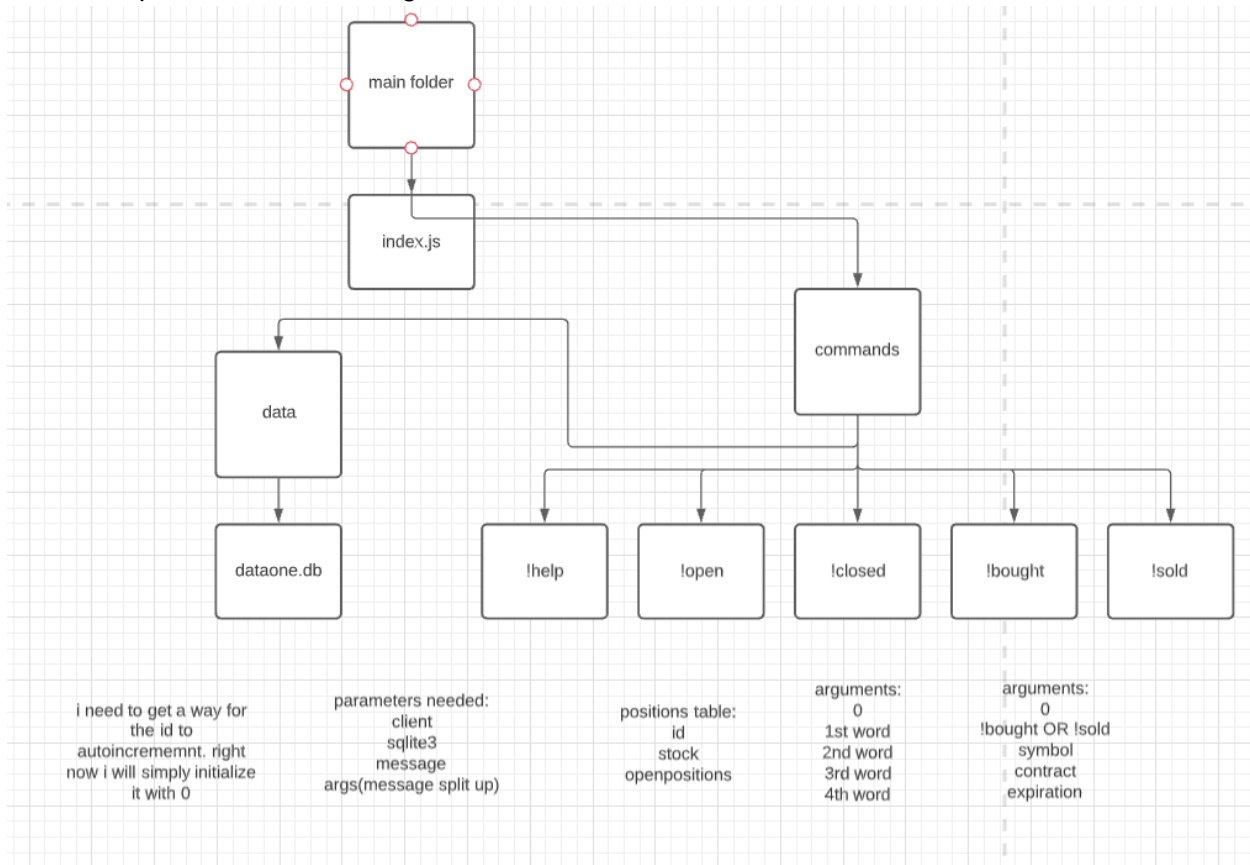 main folder
index.js
commands
data
dataone.db
!help
!open
!closed
!bought
!sold
i need to get a way for
the id to
autoincrememnt. right
now i will simply initialize
it with 0
parameters needed:
client
sqlite3
message
args(message split up)
positions table:
id
stock
openpositions
arguments:
0
1st word
2nd word
3rd word
4th word
arguments:
0
!bought OR !sold
symbol
contract
expiration